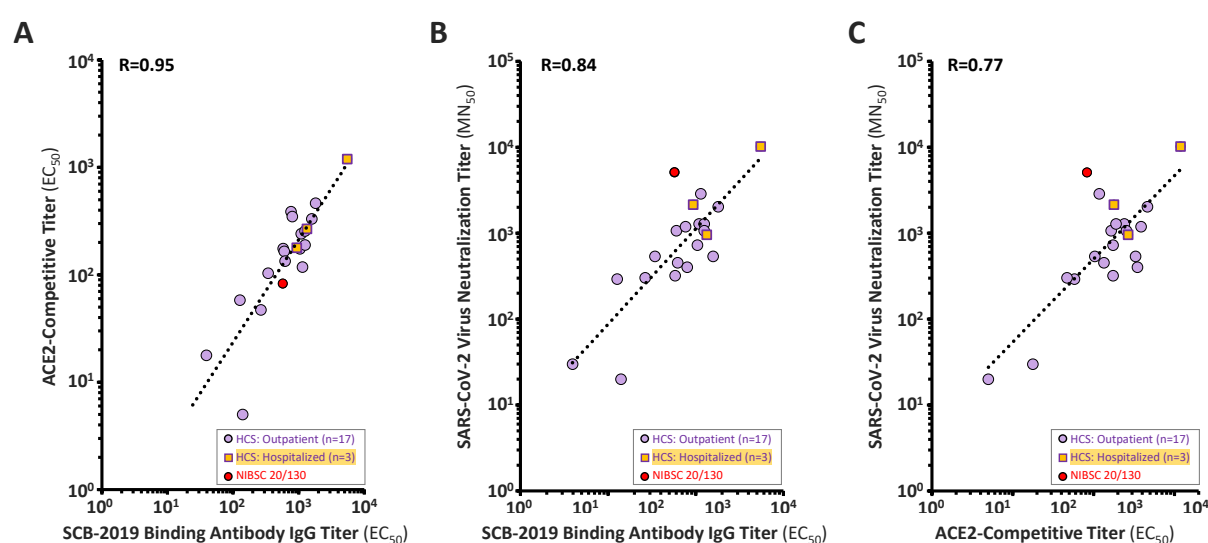 A
R=0.95
ACE2-Competitive Titer (EC50)
10^4
10^3
10^2
10^1
10^0
10^0 10^1 10^2 10^3 10^4
SCB-2019 Binding Antibody IgG Titer (EC50)
HCS: Outpatient (n=17)
HCS: Hospitalized (n=3)
NIBSC 20/130
B
R=0.84
SARS-CoV-2 Virus Neutralization Titer (MN50)
10^5
10^4
10^3
10^2
10^1
10^0
10^0 10^1 10^2 10^3 10^4
SCB-2019 Binding Antibody IgG Titer (EC50)
HCS: Outpatient (n=17)
HCS: Hospitalized (n=3)
NIBSC 20/130
C
R=0.77
SARS-CoV-2 Virus Neutralization Titer (MN50)
10^5
10^4
10^3
10^2
10^1
10^0
10^0 10^1 10^2 10^3 10^4
ACE2-Competitive Titer (EC50)
HCS: Outpatient (n=17)
HCS: Hospitalized (n=3)
NIBSC 20/130